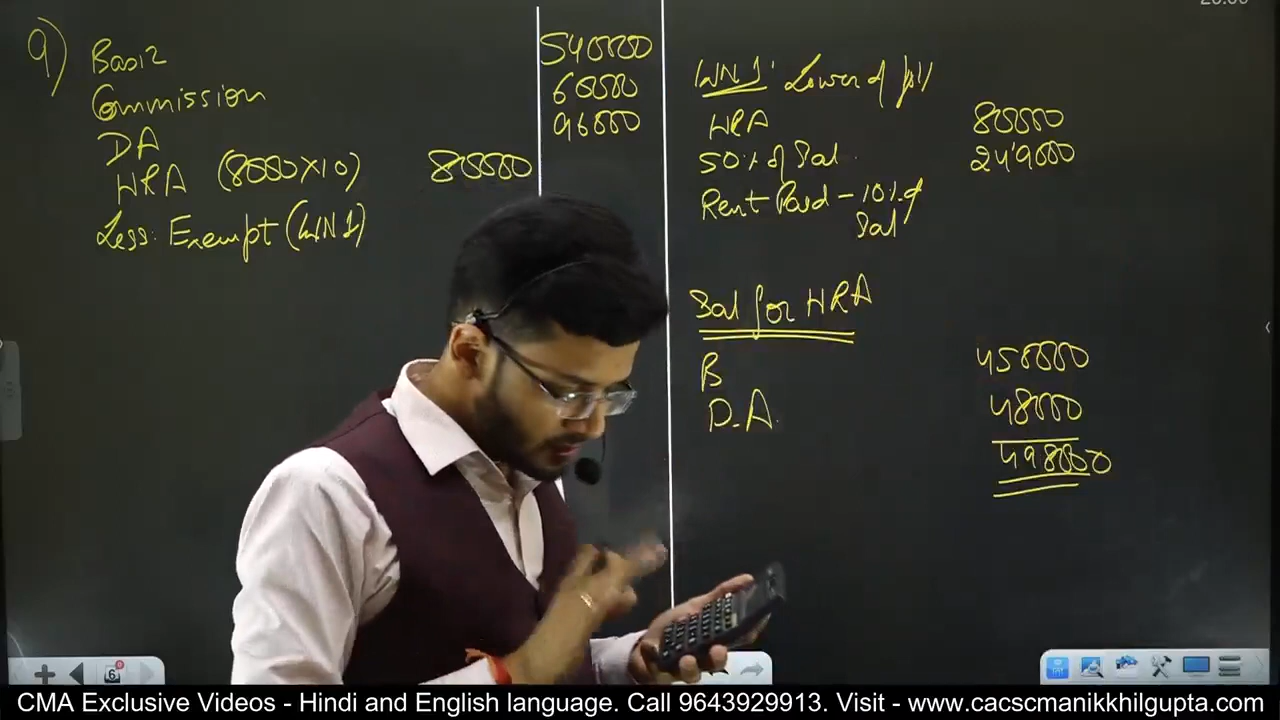 9)
Basic 540000
Commission 60000
DA 96000
HRA (8000×10) 80000
Less: Exempt (WN1)
WN1: Lower of foll
HRA 80000
50% of Sal. 249000
Rent Paid - 10% of
Sal
Sal for HRA
B 450000
D.A. 48000
498000
6
CMA Exclusive Videos - Hindi and English language. Call 9643929913. Visit - www.cacscmanikkhilgupta.com